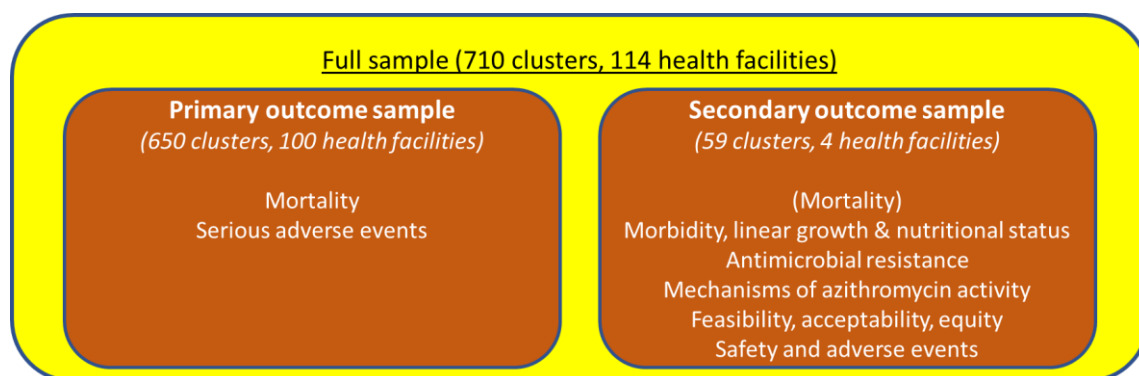 Full sample (710 clusters, 114 health facilities)
Primary outcome sample
(650 clusters, 100 health facilities)
Mortality
Serious adverse events
Secondary outcome sample
(59 clusters, 4 health facilities)
(Mortality)
Morbidity, linear growth & nutritional status
Antimicrobial resistance
Mechanisms of azithromycin activity
Feasibility, acceptability, equity
Safety and adverse events